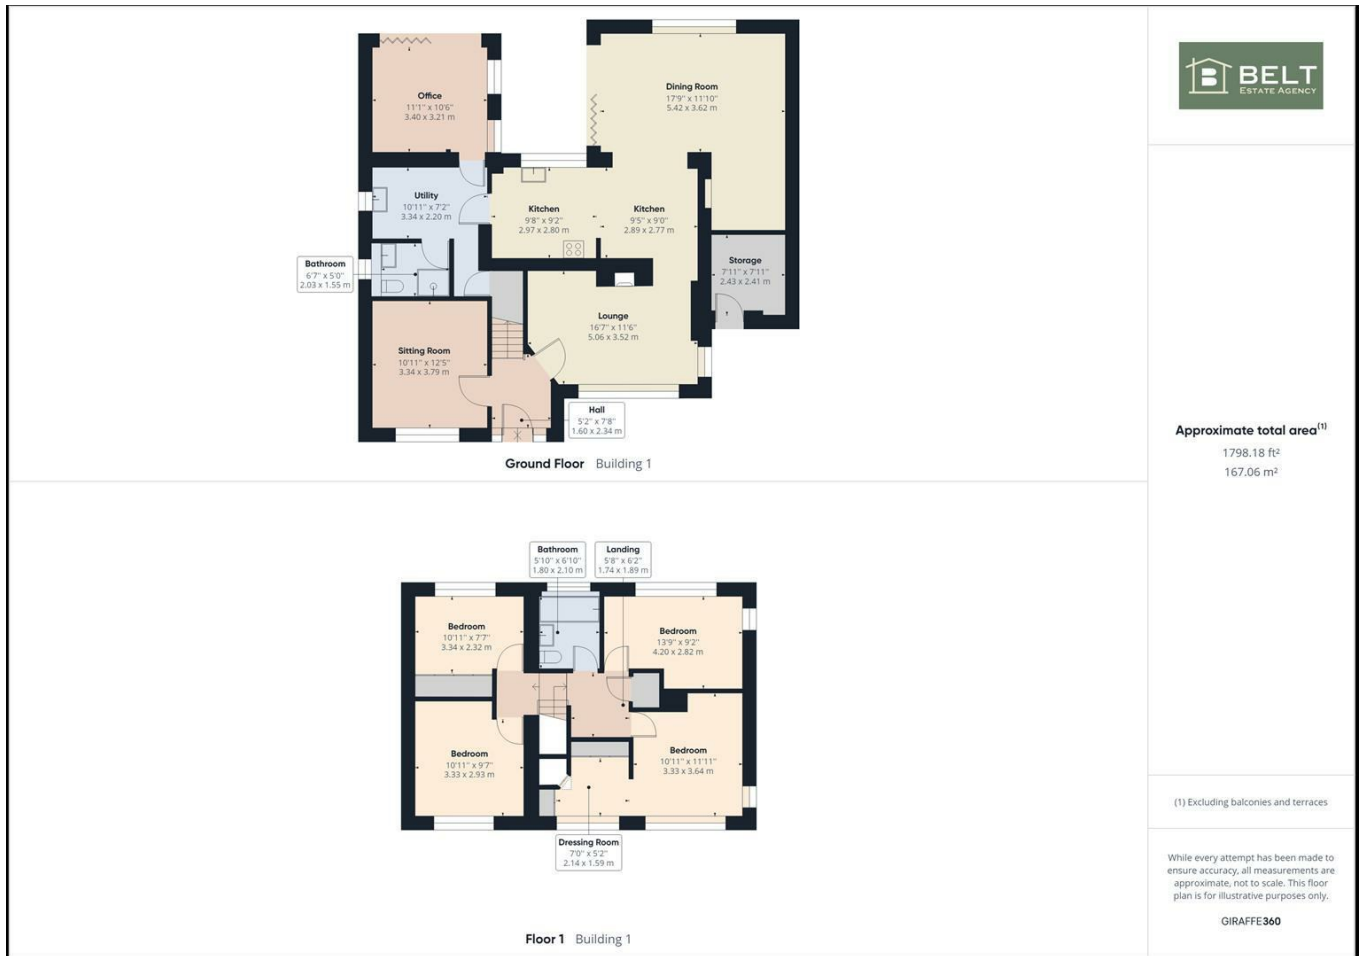 Office
11'1" x 10'6"
3.40 x 3.21 m
Dining Room
17'9" x 11'10"
5.42 x 3.62 m
Utility
10'11" x 7'2"
3.34 x 2.20 m
Kitchen
9'8" x 9'2"
2.97 x 2.80 m
Kitchen
9'5" x 9'0"
2.89 x 2.77 m
Bathroom
6'7" x 5'0"
2.03 x 1.55 m
Storage
7'11" x 7'11"
2.43 x 2.41 m
Lounge
16'7" x 11'6"
5.06 x 3.52 m
Sitting Room
10'11" x 12'5"
3.34 x 3.79 m
Hall
5'2" x 7'8"
1.60 x 2.34 m
Ground Floor Building 1
Bathroom
5'10" x 6'10"
1.80 x 2.10 m
Landing
5'8" x 6'2"
1.74 x 1.89 m
Bedroom
10'11" x 7'7"
3.34 x 2.32 m
Bedroom
13'9" x 9'2"
4.20 x 2.82 m
Bedroom
10'11" x 9'7"
3.33 x 2.93 m
Bedroom
10'11" x 11'11"
3.33 x 3.64 m
Dressing Room
7'0" x 5'2"
2.14 x 1.59 m
Floor 1 Building 1
B BELT
ESTATE AGENCY
Approximate total area(1)
1798.18 ft²
167.06 m²
(1) Excluding balconies and terraces
While every attempt has been made to
ensure accuracy, all measurements are
approximate, not to scale. This floor
plan is for illustrative purposes only.
GIRAFFE360